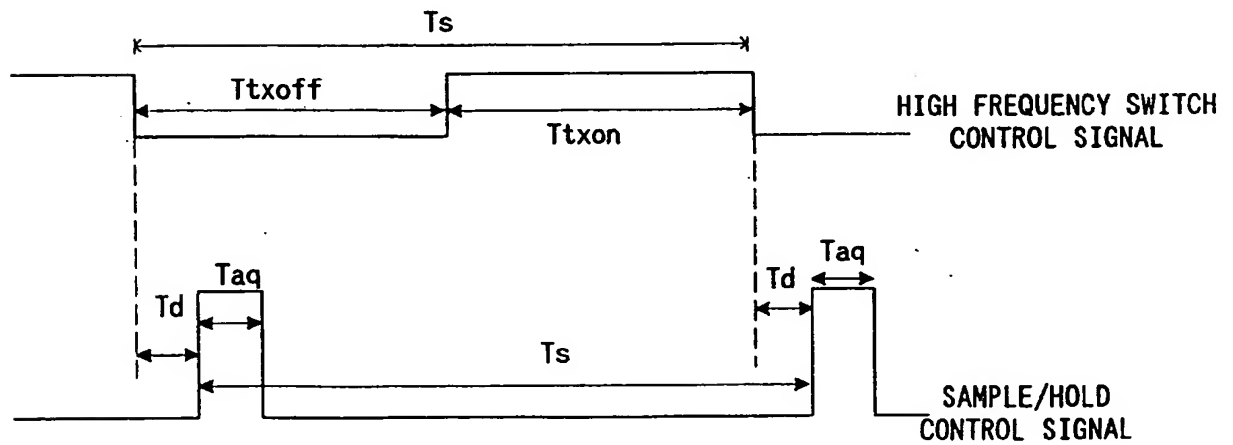 Ts
Ttxoff
Ttxon
HIGH FREQUENCY SWITCH
CONTROL SIGNAL
Td
Taq
Ts
Td
Taq
SAMPLE/HOLD
CONTROL SIGNAL